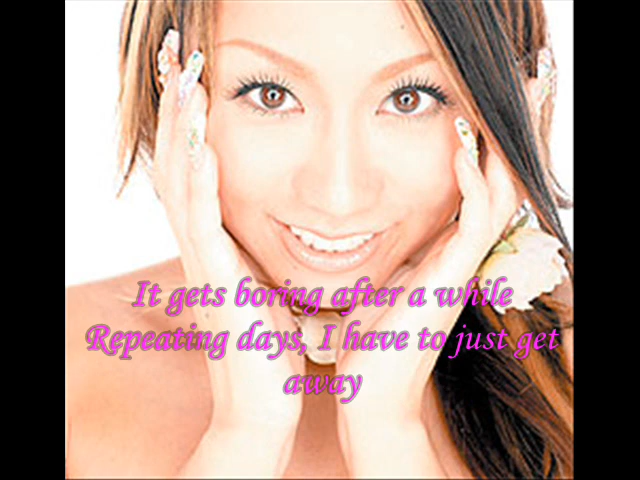 It gets boring after a while
Repeating days, I have to just get
away